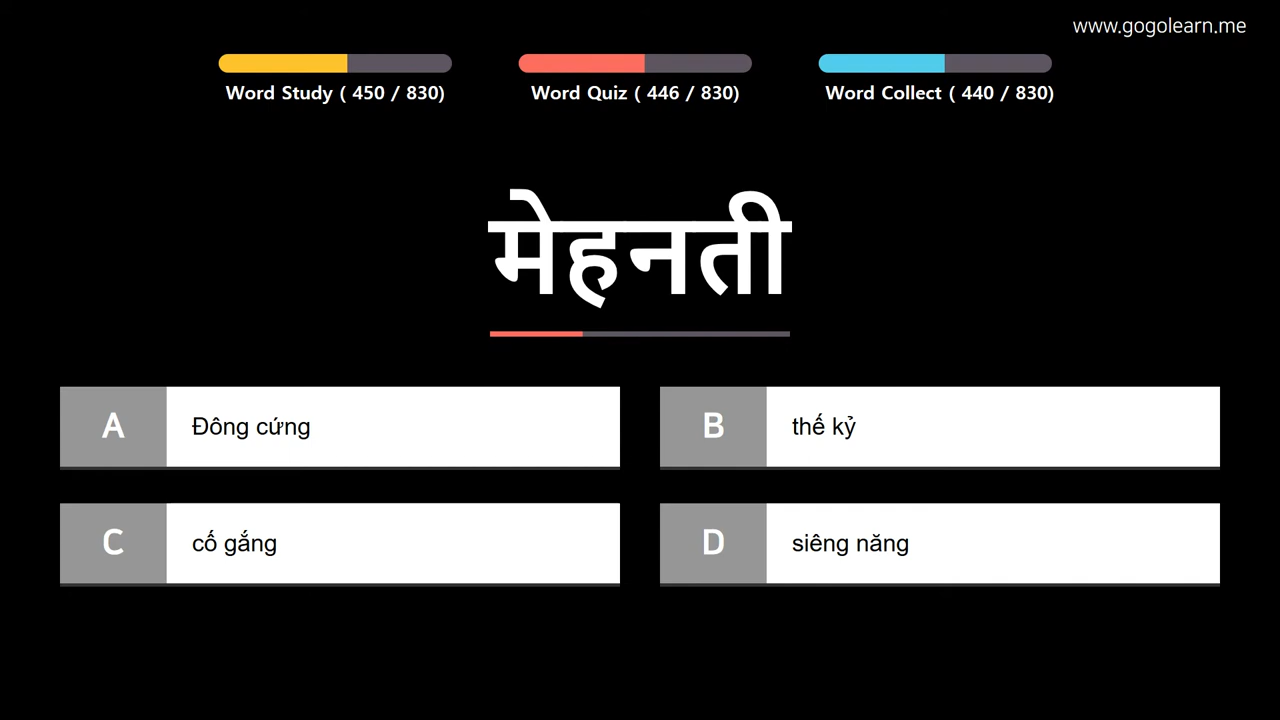 www.gogolearn.me
Word Study ( 450 / 830)
Word Quiz ( 446 / 830)
Word Collect ( 440 / 830)
मेहनती
A
Đông cứng
B
thế kỷ
C
cố gắng
D
siêng năng